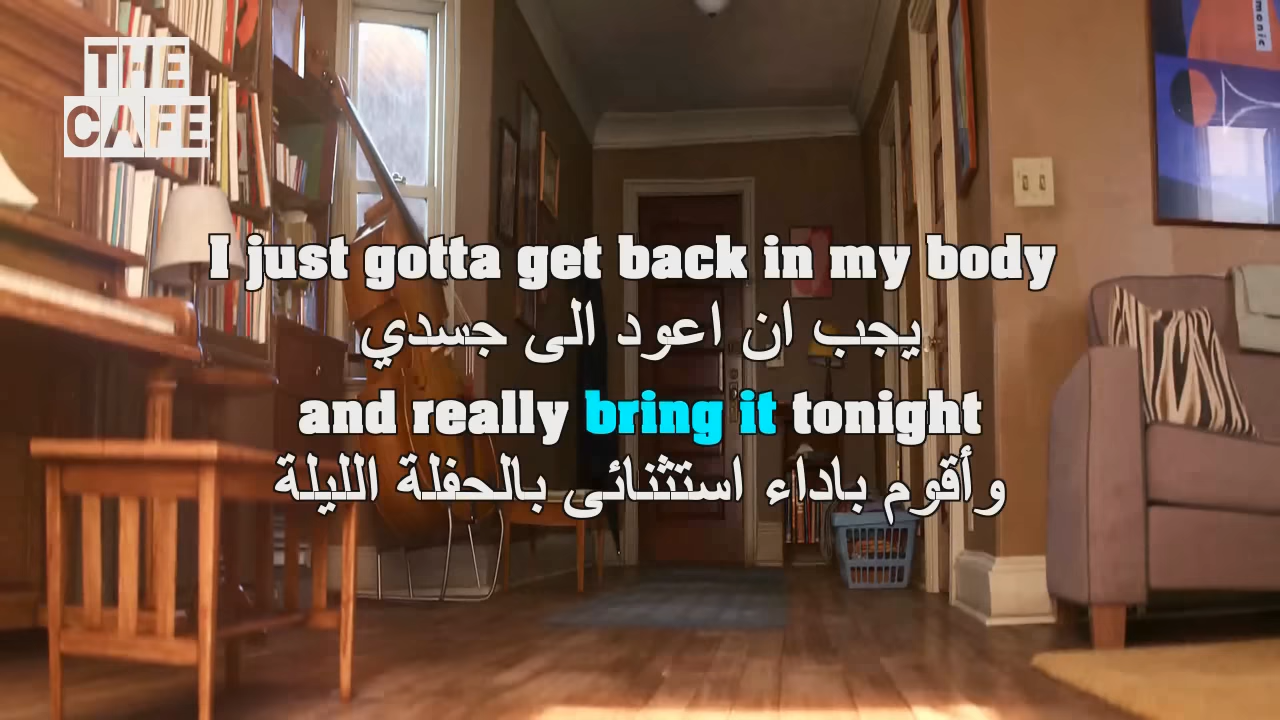 THE
CAFE
monic
I just gotta get back in my body
يجب ان اعود الى جسدي
and really bring it tonight
وأقوم باداء استثنائى بالحفلة الليلة